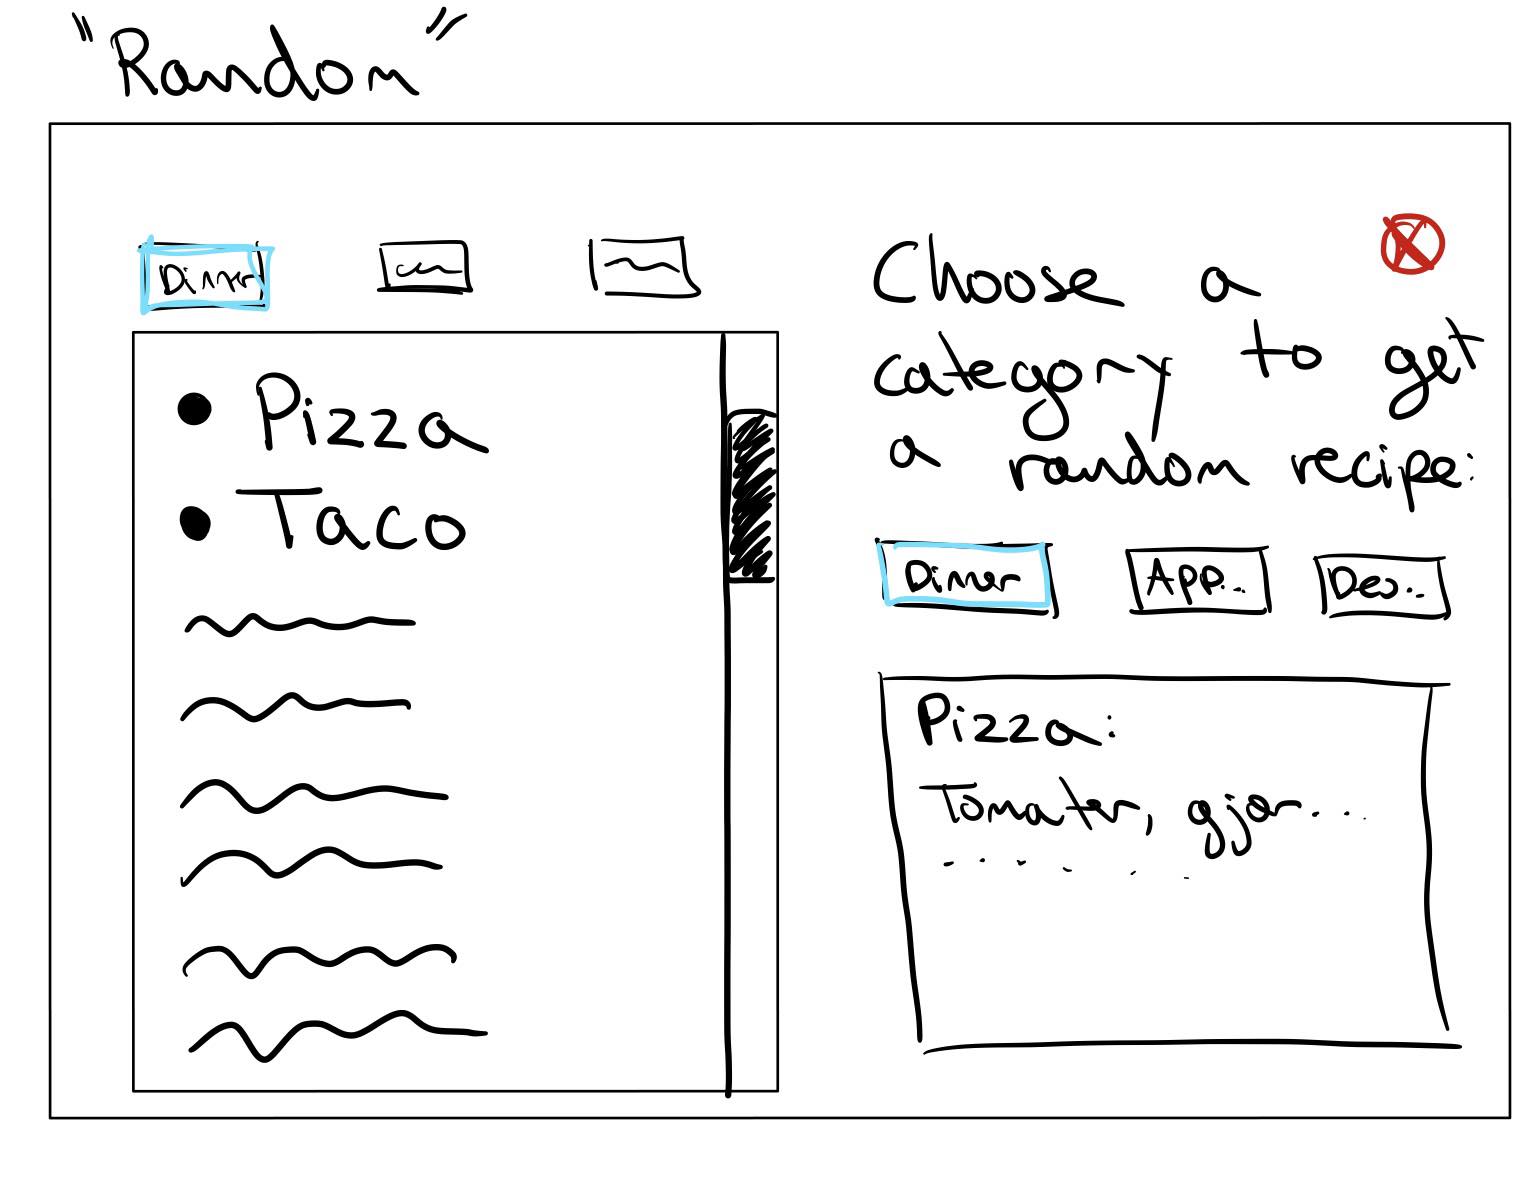 "Random"
Dinner
Pizza
Taco
Choose a
category to get
a random recipe:
Dinner
App..
Des..
Pizza:
Tomater, gjær...